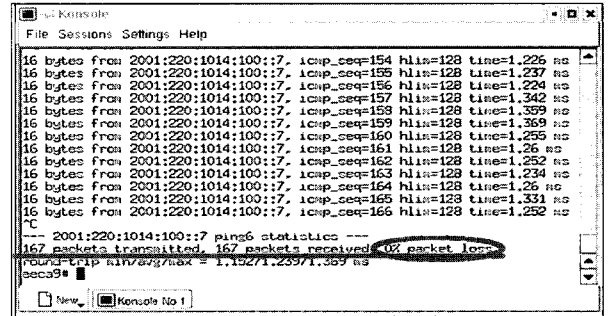 Konsole
File Sessions Settings Help
16 bytes from 2001:220:1014:100::7, icmp_seq=154 hlim=128 time=1.226 ms
16 bytes from 2001:220:1014:100::7, icmp_seq=155 hlim=128 time=1.237 ms
16 bytes from 2001:220:1014:100::7, icmp_seq=156 hlim=128 time=1.224 ms
16 bytes from 2001:220:1014:100::7, icmp_seq=157 hlim=128 time=1.342 ms
16 bytes from 2001:220:1014:100::7, icmp_seq=158 hlim=128 time=1.359 ms
16 bytes from 2001:220:1014:100::7, icmp_seq=159 hlim=128 time=1.369 ms
16 bytes from 2001:220:1014:100::7, icmp_seq=160 hlim=128 time=1.255 ms
16 bytes from 2001:220:1014:100::7, icmp_seq=161 hlim=128 time=1.26 ms
16 bytes from 2001:220:1014:100::7, icmp_seq=162 hlim=128 time=1.252 ms
16 bytes from 2001:220:1014:100::7, icmp_seq=163 hlim=128 time=1.234 ms
16 bytes from 2001:220:1014:100::7, icmp_seq=164 hlim=128 time=1.26 ms
16 bytes from 2001:220:1014:100::7, icmp_seq=165 hlim=128 time=1.331 ms
16 bytes from 2001:220:1014:100::7, icmp_seq=166 hlim=128 time=1.252 ms
^C
--- 2001:220:1014:100::7 ping6 statistics ---
167 packets transmitted, 167 packets received, 0% packet loss
round-trip min/avg/max = 1.152/1.239/1.369 ms
aeca9#
New Konsole No 1